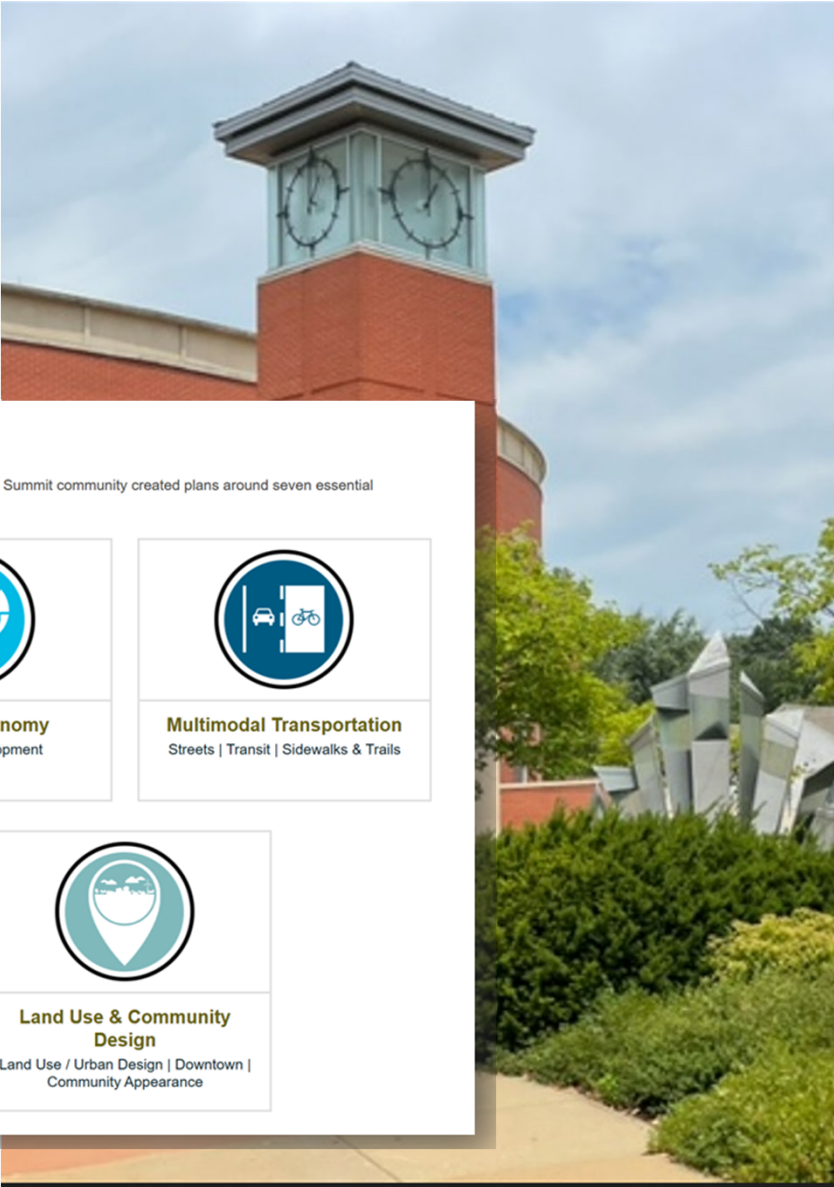 Summit community created plans around seven essential
nomy
opment
Multimodal Transportation
Streets | Transit | Sidewalks & Trails
Land Use & Community
Design
Land Use / Urban Design | Downtown |
Community Appearance